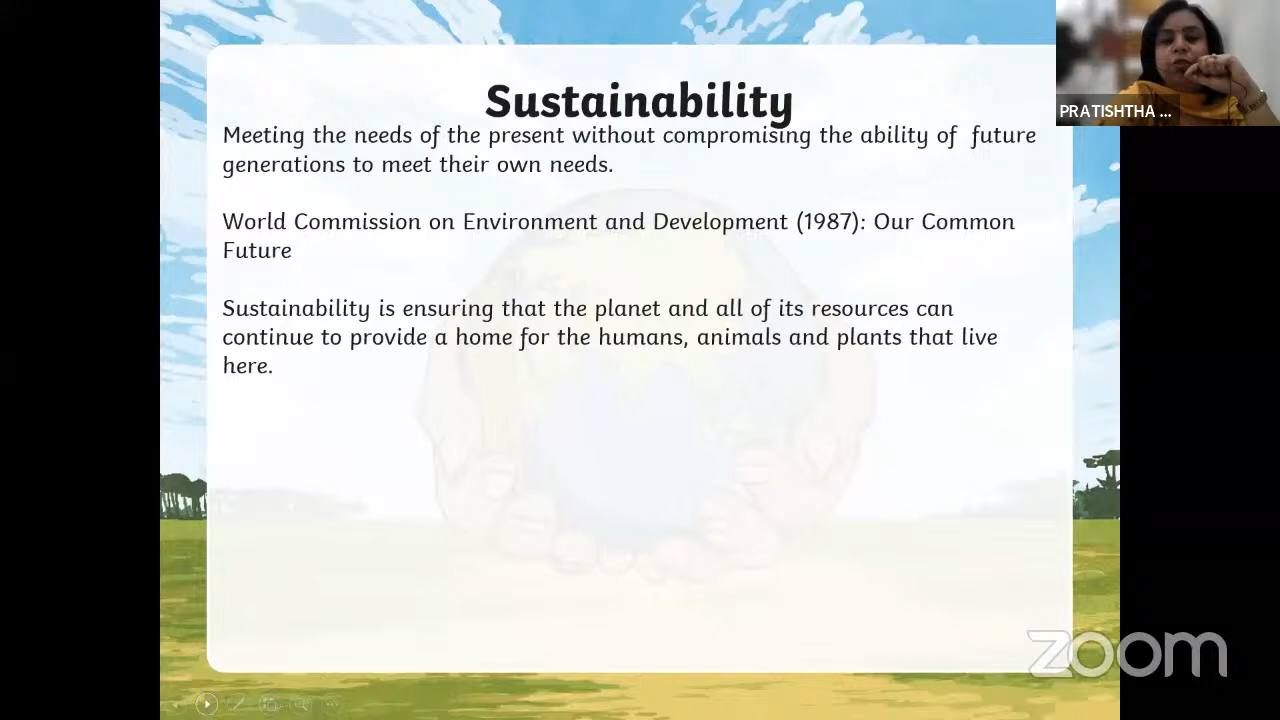 Sustainability
Meeting the needs of the present without compromising the ability of  future
generations to meet their own needs.
World Commission on Environment and Development (1987): Our Common
Future
Sustainability is ensuring that the planet and all of its resources can
continue to provide a home for the humans, animals and plants that live
here.
PRATISHTHA ...
zoom